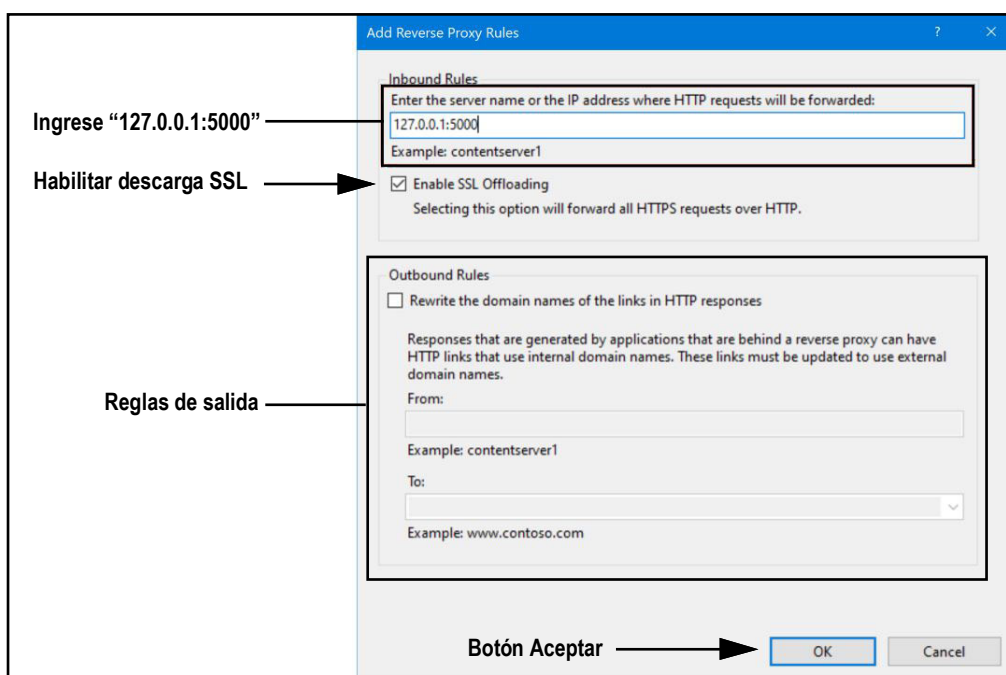 Add Reverse Proxy Rules
Inbound Rules
Enter the server name or the IP address where HTTP requests will be forwarded:
Ingrese “127.0.0.1:5000”
127.0.0.1:5000
Example: contentserver1
Habilitar descarga SSL
Enable SSL Offloading
Selecting this option will forward all HTTPS requests over HTTP.
Outbound Rules
Rewrite the domain names of the links in HTTP responses
Responses that are generated by applications that are behind a reverse proxy can have
HTTP links that use internal domain names. These links must be updated to use external
domain names.
Reglas de salida
From:
Example: contentserver1
To:
Example: www.contoso.com
Botón Aceptar
OK
Cancel